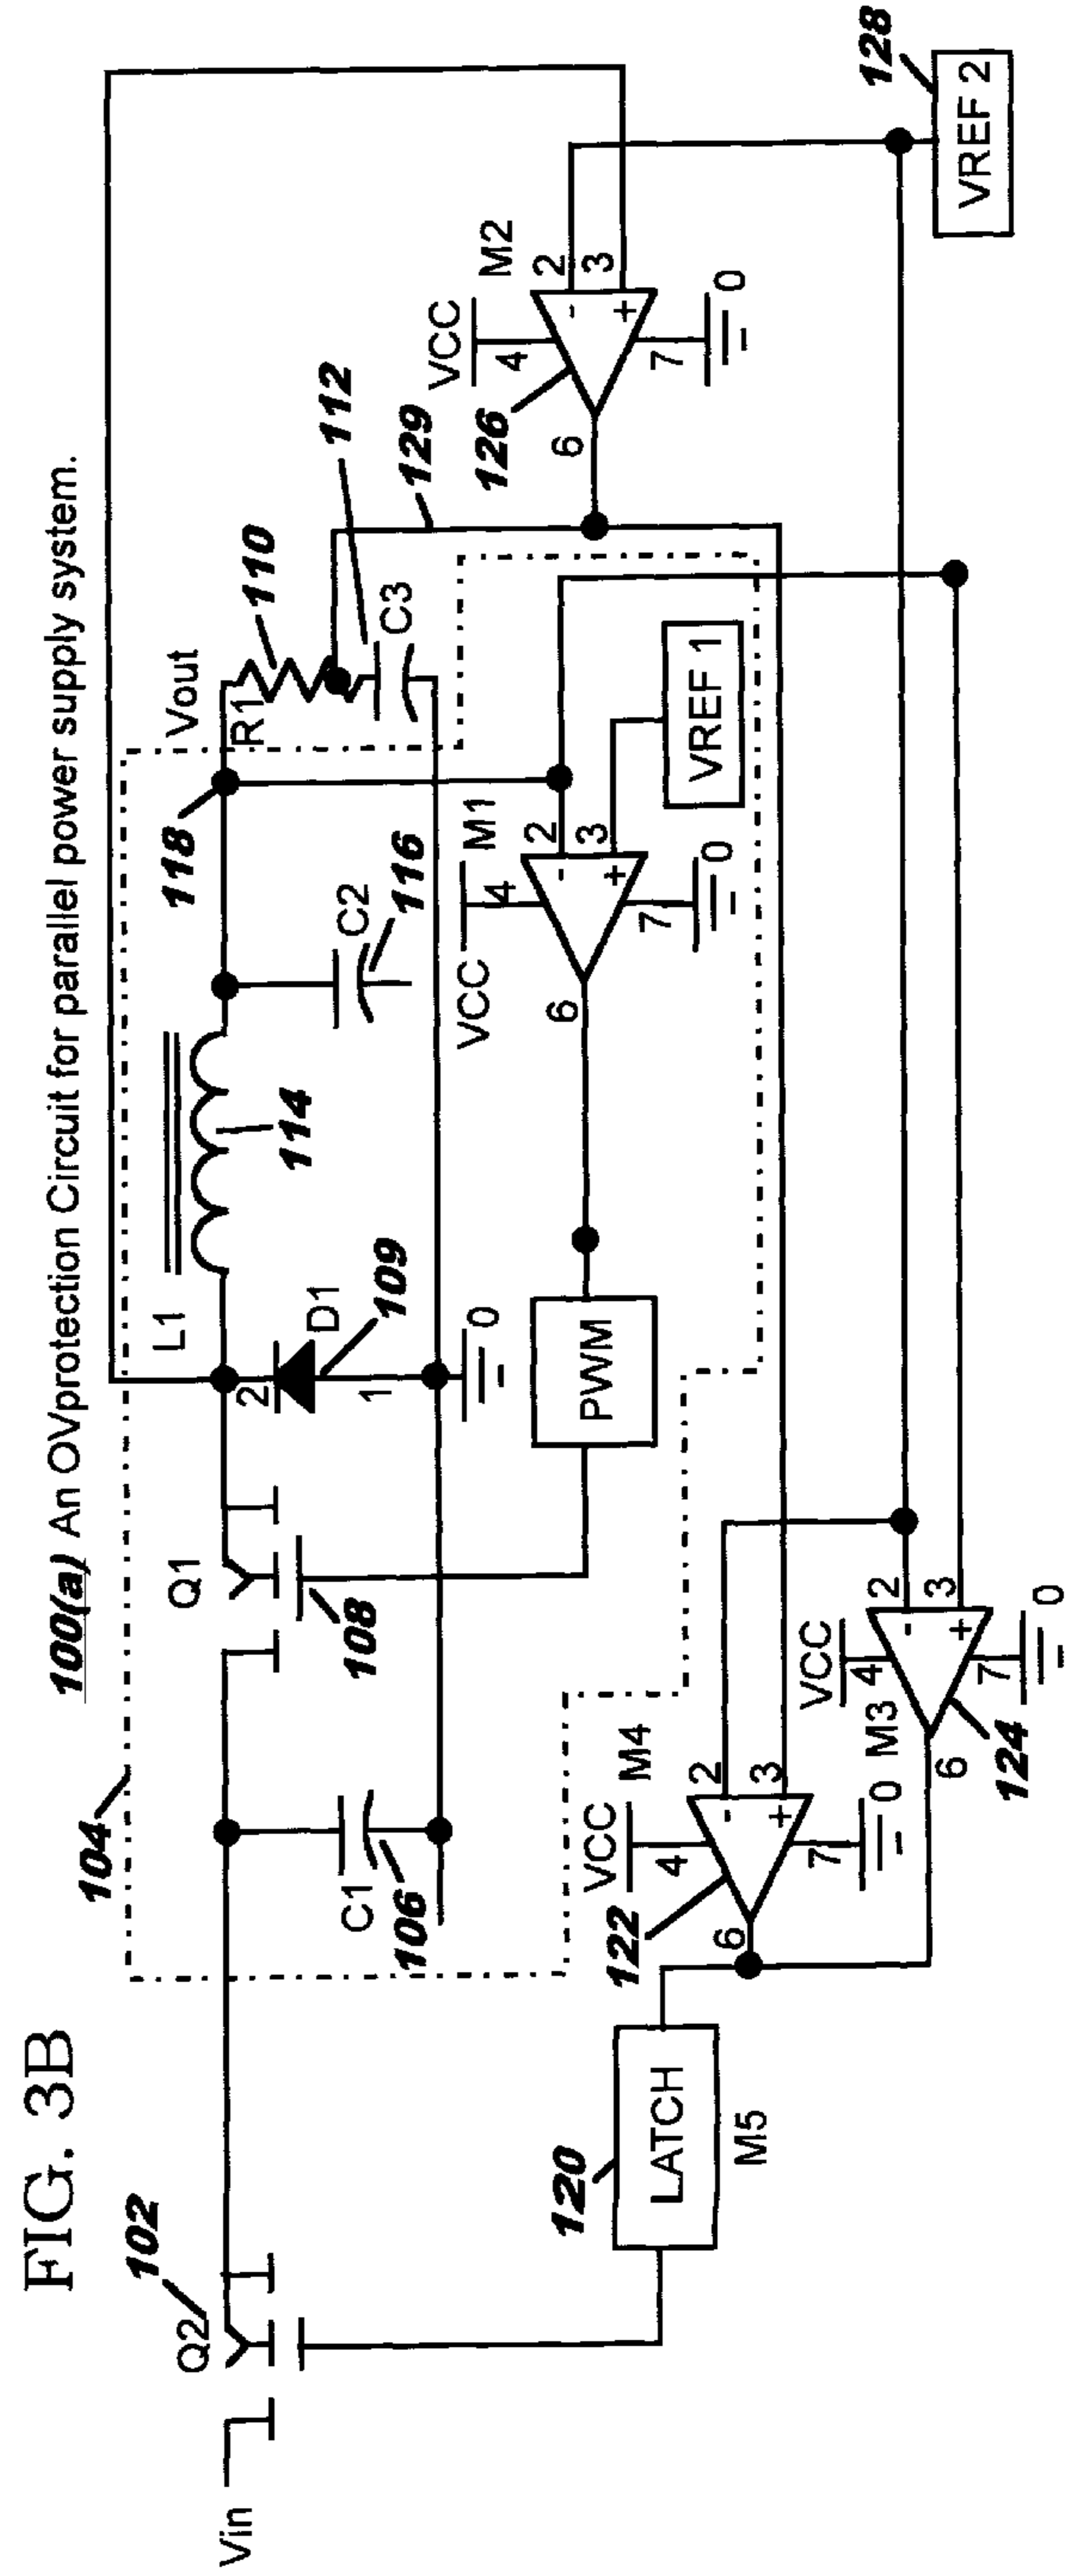 FIG. 3B
100(a) An OVprotection Circuit for parallel power supply system.
104
118
Vout
110
112
129
R1
C3
L1
114
C2
116
Q1
108
2
D1
1
109
0
C1
106
Q2
102
Vin
VCC
M1
4
2
3
-
+
7
0
6
VREF 1
PWM
VCC
M2
4
2
3
-
+
7
0
6
126
128
VREF 2
VCC
M4
4
2
3
-
+
7
0
6
122
VCC
M3
4
2
3
-
+
7
0
6
124
120
LATCH
M5